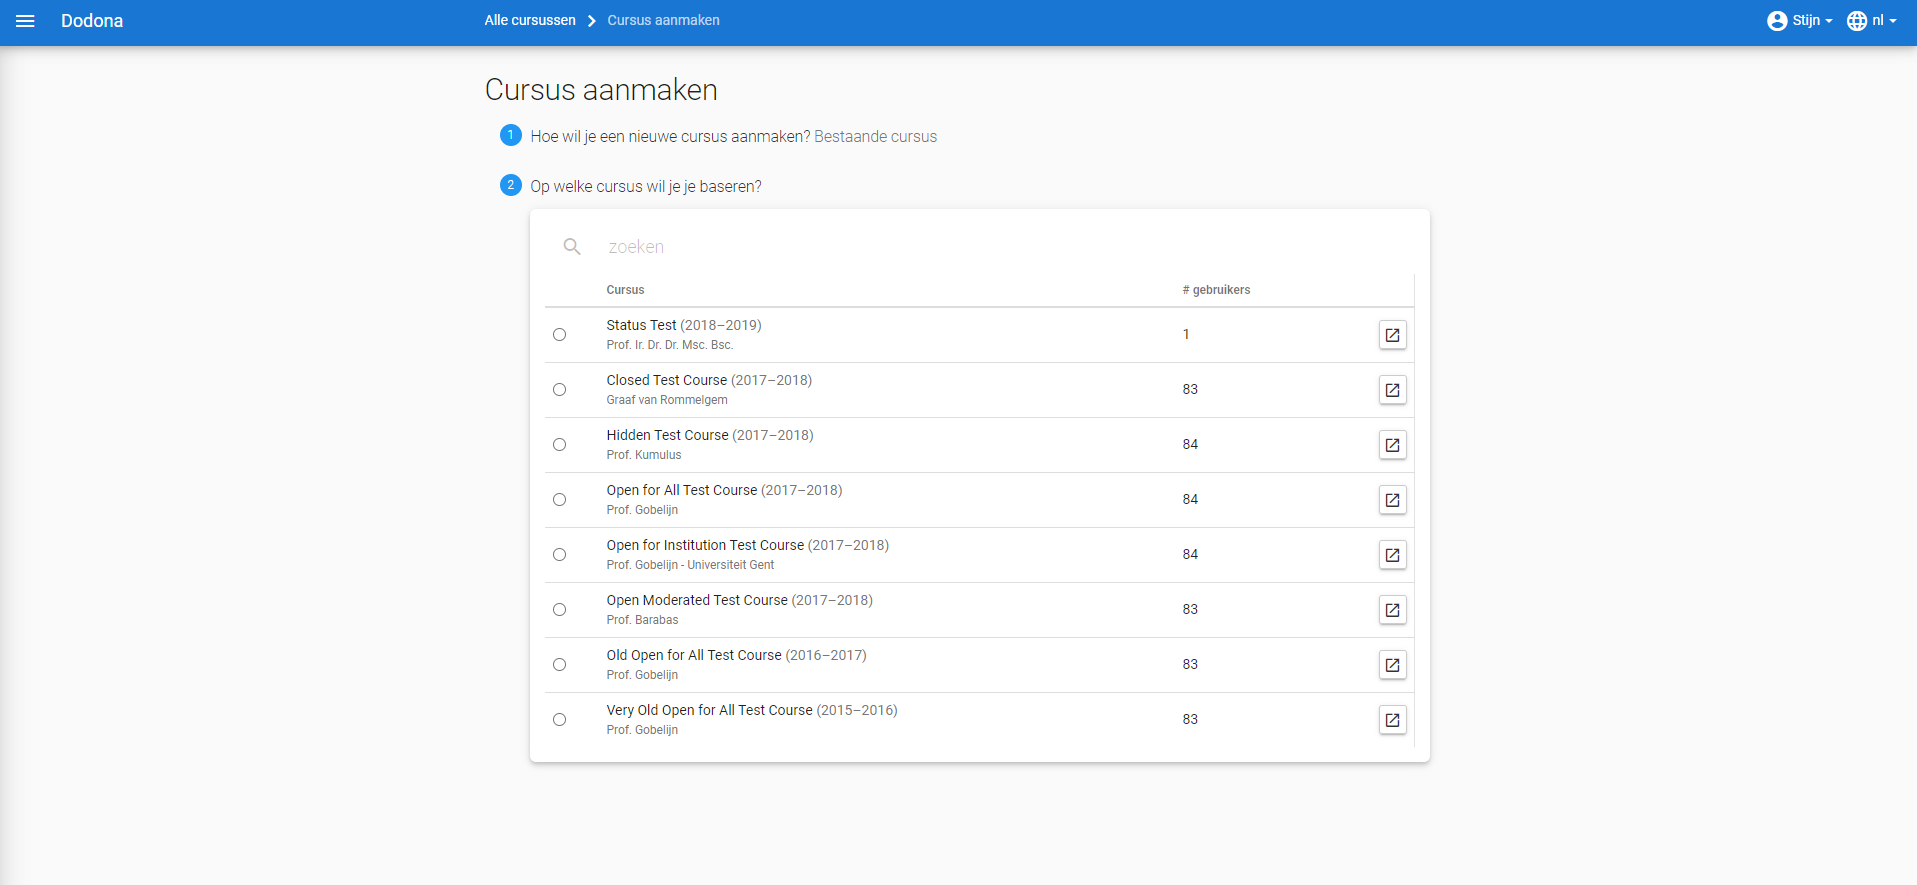 Dodona
Alle cursussen Cursus aanmaken
Stijn nl
Cursus aanmaken
1 Hoe wil je een nieuwe cursus aanmaken? Bestaande cursus
2 Op welke cursus wil je je baseren?
zoeken
Cursus # gebruikers
Status Test (2018–2019)
Prof. Ir. Dr. Dr. Msc. Bsc.
1
Closed Test Course (2017–2018)
Graaf van Rommelgem
83
Hidden Test Course (2017–2018)
Prof. Kumulus
84
Open for All Test Course (2017–2018)
Prof. Gobelijn
84
Open for Institution Test Course (2017–2018)
Prof. Gobelijn - Universiteit Gent
84
Open Moderated Test Course (2017–2018)
Prof. Barabas
83
Old Open for All Test Course (2016–2017)
Prof. Gobelijn
83
Very Old Open for All Test Course (2015–2016)
Prof. Gobelijn
83